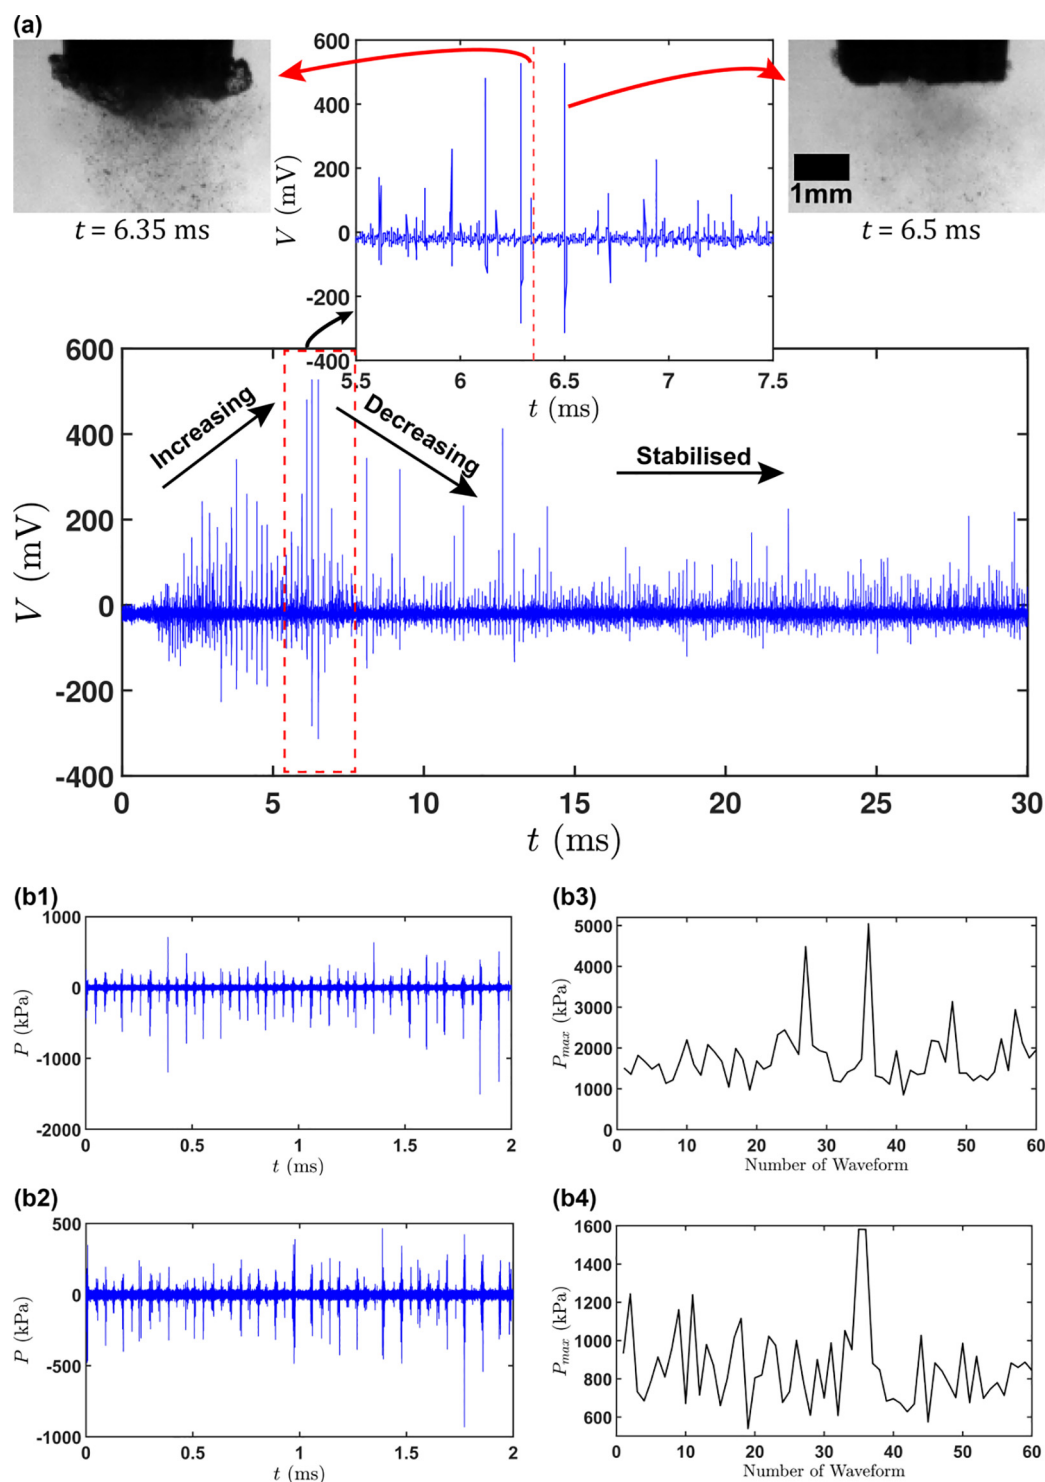 (a)
t = 6.35 ms
600
400
200
0
-200
-400
V (mV)
5.5
6
6.5
7
7.5
t (ms)
1mm
t = 6.5 ms
600
400
200
0
-200
-400
V (mV)
Increasing
Decreasing
Stabilised
0
5
10
15
20
25
30
t (ms)
(b1)
1000
0
-1000
-2000
P (kPa)
0
0.5
1
1.5
2
t (ms)
(b3)
5000
4000
3000
2000
1000
0
P_max (kPa)
0
10
20
30
40
50
60
Number of Waveform
(b2)
500
0
-500
-1000
P (kPa)
0
0.5
1
1.5
2
t (ms)
(b4)
1600
1400
1200
1000
800
600
P_max (kPa)
0
10
20
30
40
50
60
Number of Waveform